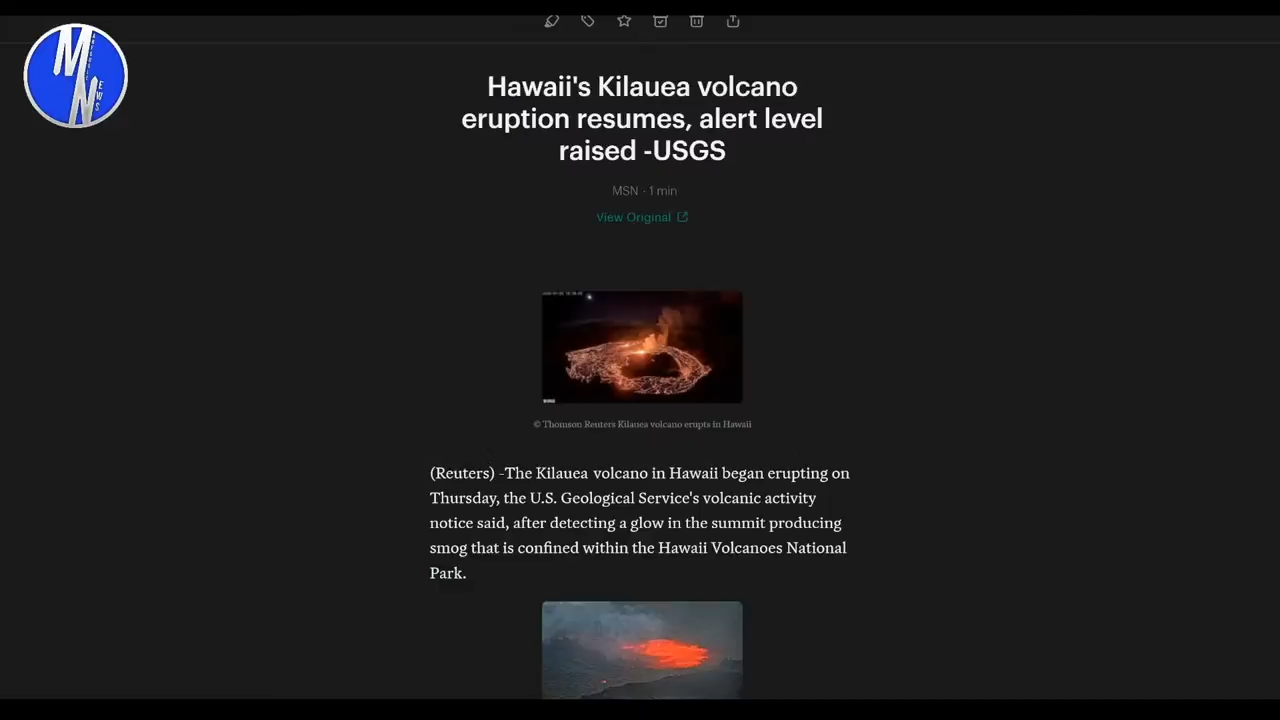 MN
EWS
Hawaii's Kilauea volcano
eruption resumes, alert level
raised -USGS
MSN · 1 min
View Original
© Thomson Reuters Kilauea volcano erupts in Hawaii
(Reuters) -The Kilauea volcano in Hawaii began erupting on
Thursday, the U.S. Geological Service's volcanic activity
notice said, after detecting a glow in the summit producing
smog that is confined within the Hawaii Volcanoes National
Park.